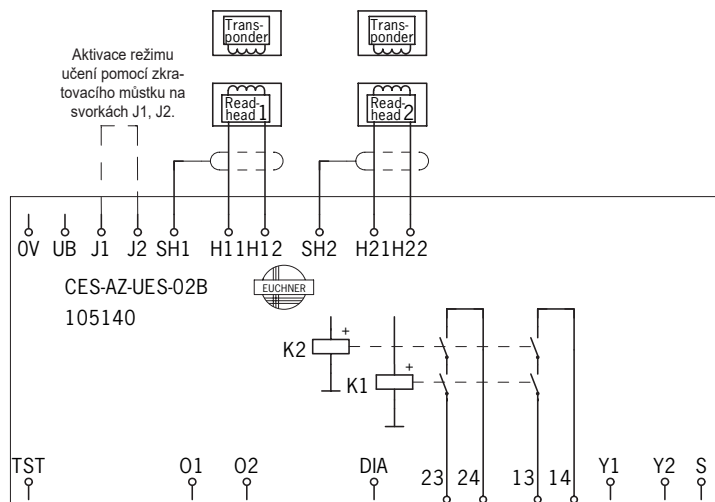 Trans-
ponder
Trans-
ponder
Aktivace režimu
učení pomocí zkra-
tovacího můstku na
svorkách J1, J2.
Read-
head 1
Read-
head 2
0V UB J1 J2 SH1 H11 H12 SH2 H21 H22
CES-AZ-UES-02B
EUCHNER
105140
K2 +
K1 +
TST O1 O2 DIA 23 24 13 14 Y1 Y2 S